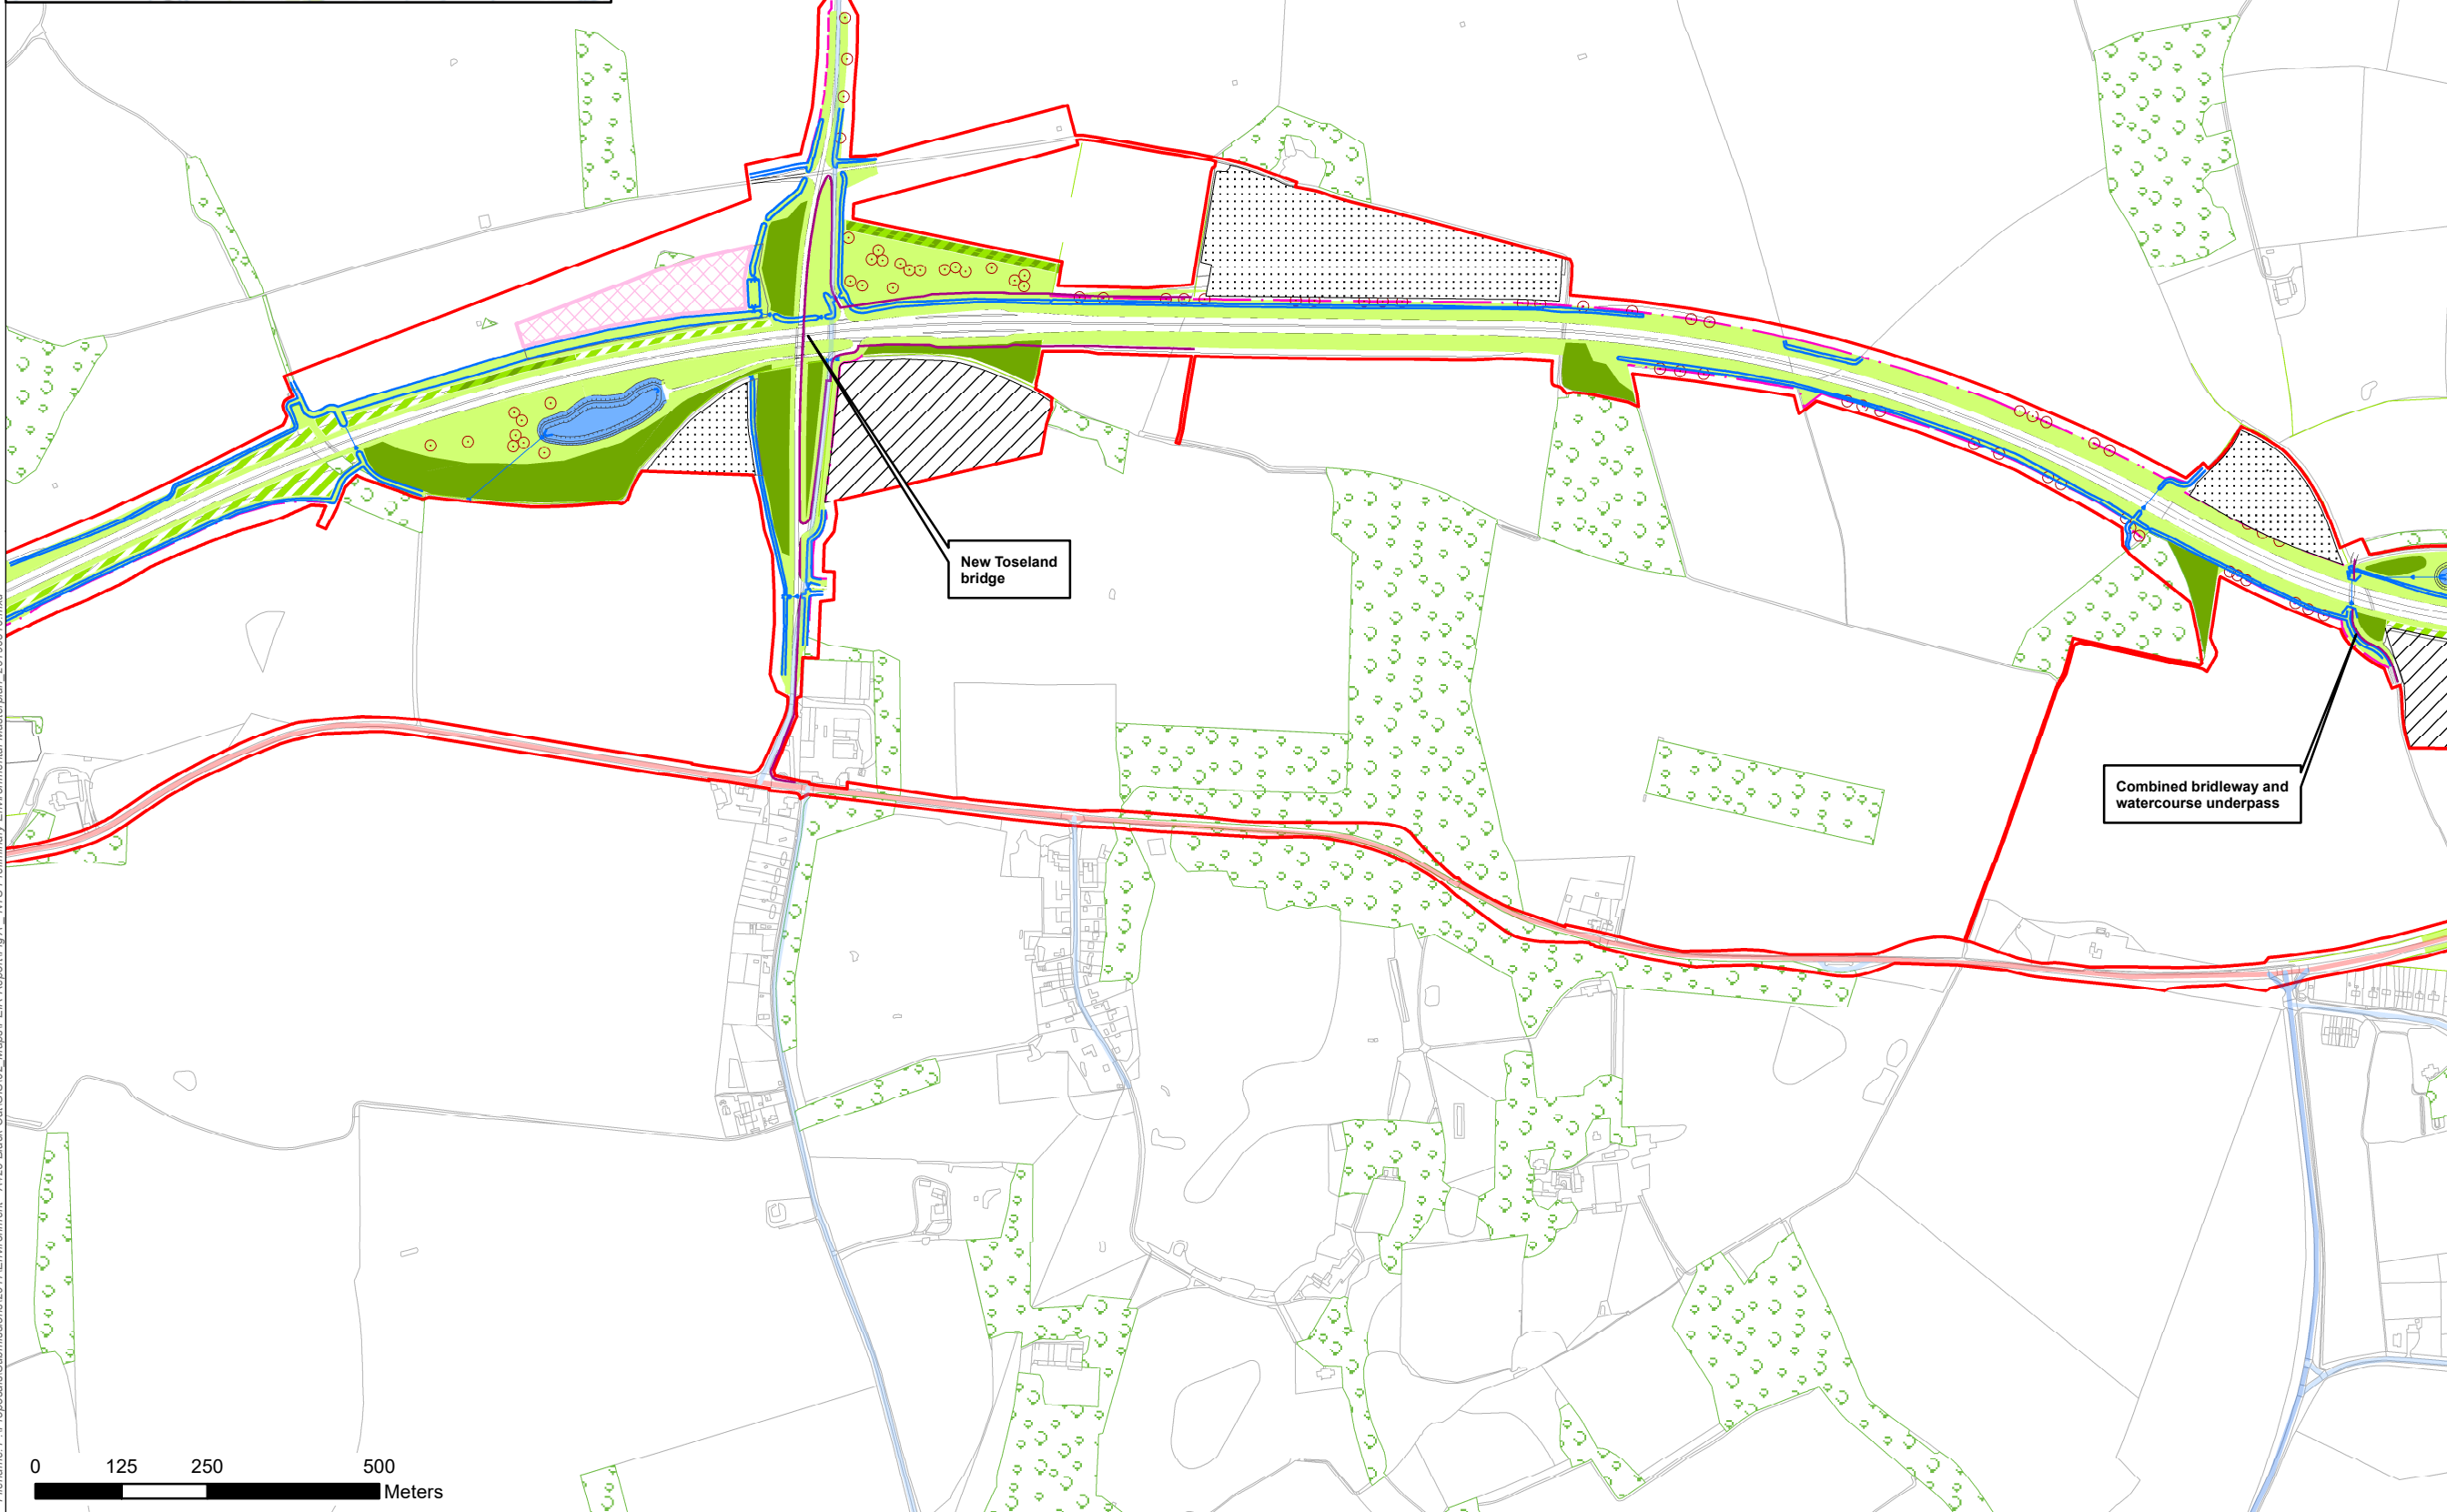 New Toseland
bridge
Combined bridleway and
watercourse underpass
0 125 250 500
Meters